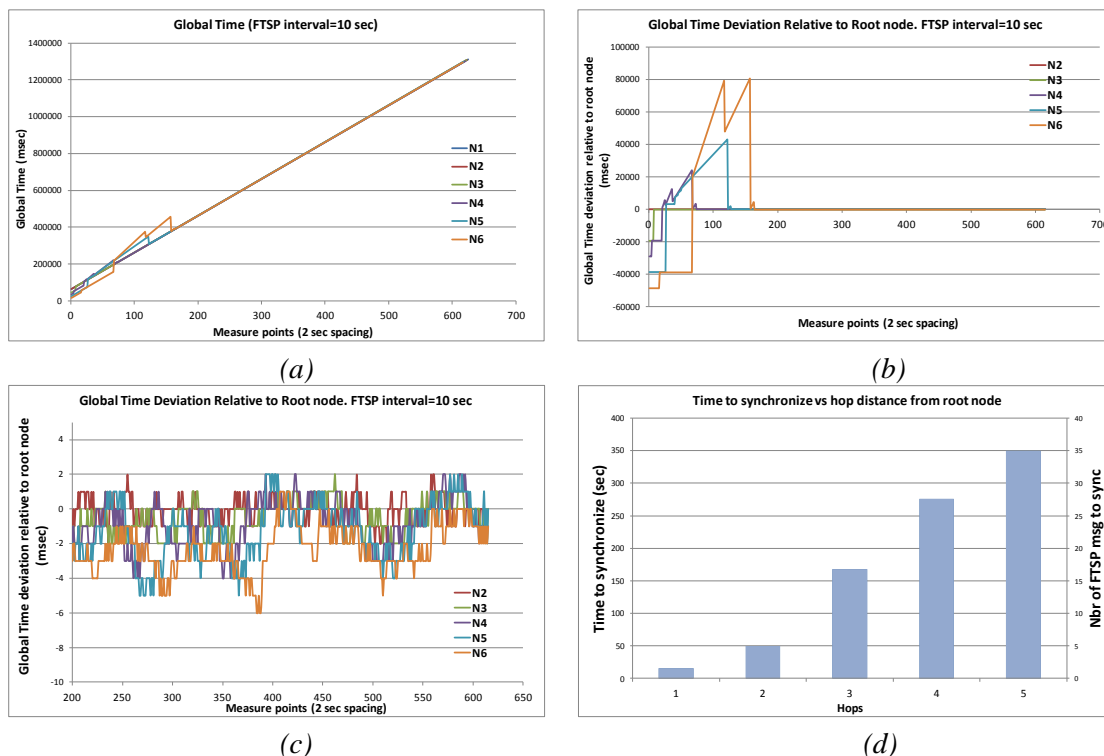 Global Time (FTSP interval=10 sec)
Global Time (msec)
1400000
1200000
1000000
800000
600000
400000
200000
0
0 100 200 300 400 500 600 700
Measure points (2 sec spacing)
N1
N2
N3
N4
N5
N6
(a)
Global Time Deviation Relative to Root node. FTSP interval=10 sec
Global Time deviation relative to root node
(msec)
100000
80000
60000
40000
20000
0
-20000
-40000
-60000
0 100 200 300 400 500 600 700
Measure points (2 sec spacing)
N2
N3
N4
N5
N6
(b)
Global Time Deviation Relative to Root node. FTSP interval=10 sec
Global Time deviation relative to root node
(msec)
4
2
0
-2
-4
-6
-8
-10
200 250 300 350 400 450 500 550 600 650
Measure points (2 sec spacing)
N2
N3
N4
N5
N6
(c)
Time to synchronize vs hop distance from root node
Time to synchronizer (sec)
400
350
300
250
200
150
100
50
0
1 2 3 4 5
Hops
40
35
30
25
20
15
10
5
0
Nbr of FTSP msg to sync
(d)